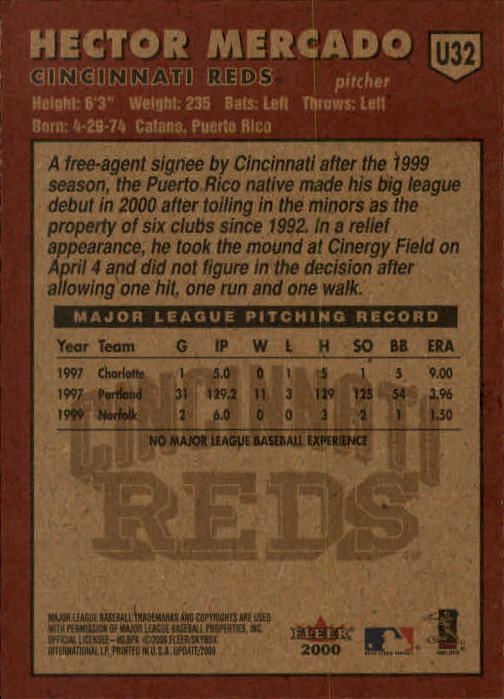 HECTOR MERCADO
U32
CINCINNATI REDS
pitcher
Height: 6'3" Weight: 235 Bats: Left Throws: Left
Born: 4-29-74 Catano, Puerto Rico
A free-agent signee by Cincinnati after the 1999
season, the Puerto Rico native made his big league
debut in 2000 after toiling in the minors as the
property of six clubs since 1992. In a relief
appearance, he took the mound at Cinergy Field on
April 4 and did not figure in the decision after
allowing one hit, one run and one walk.
MAJOR LEAGUE PITCHING RECORD
Year Team G IP W L H SO BB ERA
1997 Charlotte 1 5.0 0 1 5 1 5 9.00
1997 Portland 31 129.2 11 3 129 125 54 3.96
1999 Norfolk 2 6.0 0 0 3 2 1 1.50
NO MAJOR LEAGUE BASEBALL EXPERIENCE
CINCINNATI
REDS
MAJOR LEAGUE BASEBALL TRADEMARKS AND COPYRIGHTS ARE USED
WITH PERMISSION OF MAJOR LEAGUE BASEBALL PROPERTIES, INC.
OFFICIAL LICENSEE—MLBPA ©2000 FLEER/SKYBOX
INTERNATIONAL LP, PRINTED IN U.S.A. UPDATE/2000
FLEER
2000